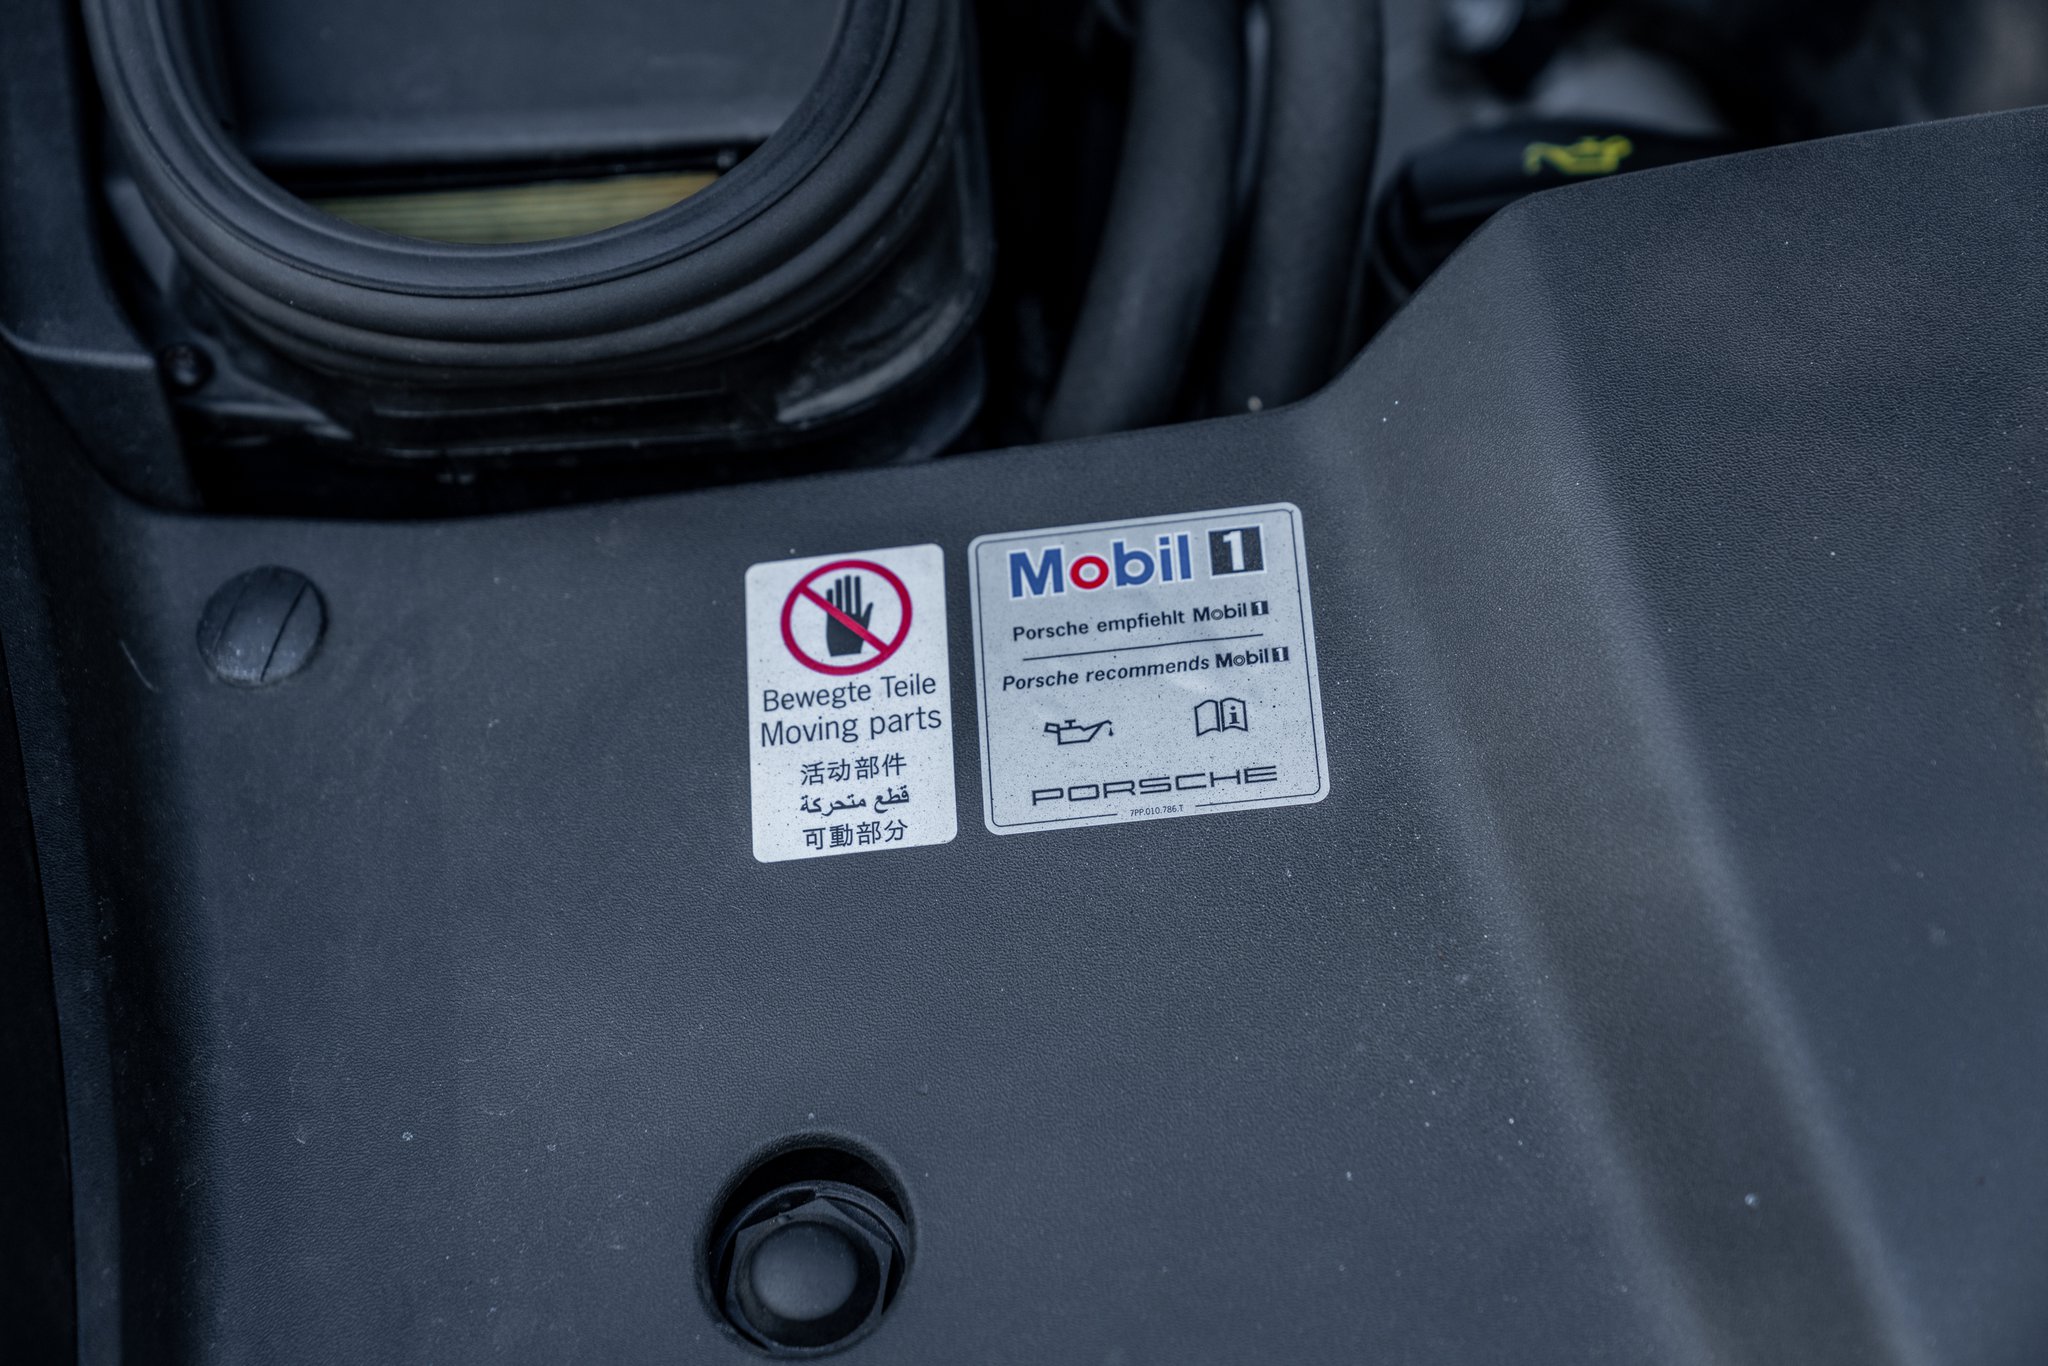 Bewegte Teile
Moving parts
活动部件
قطع متحركة
可動部分
Mobil 1
Porsche empfiehlt Mobil 1
Porsche recommends Mobil 1
PORSCHE
7PP.010.786.T